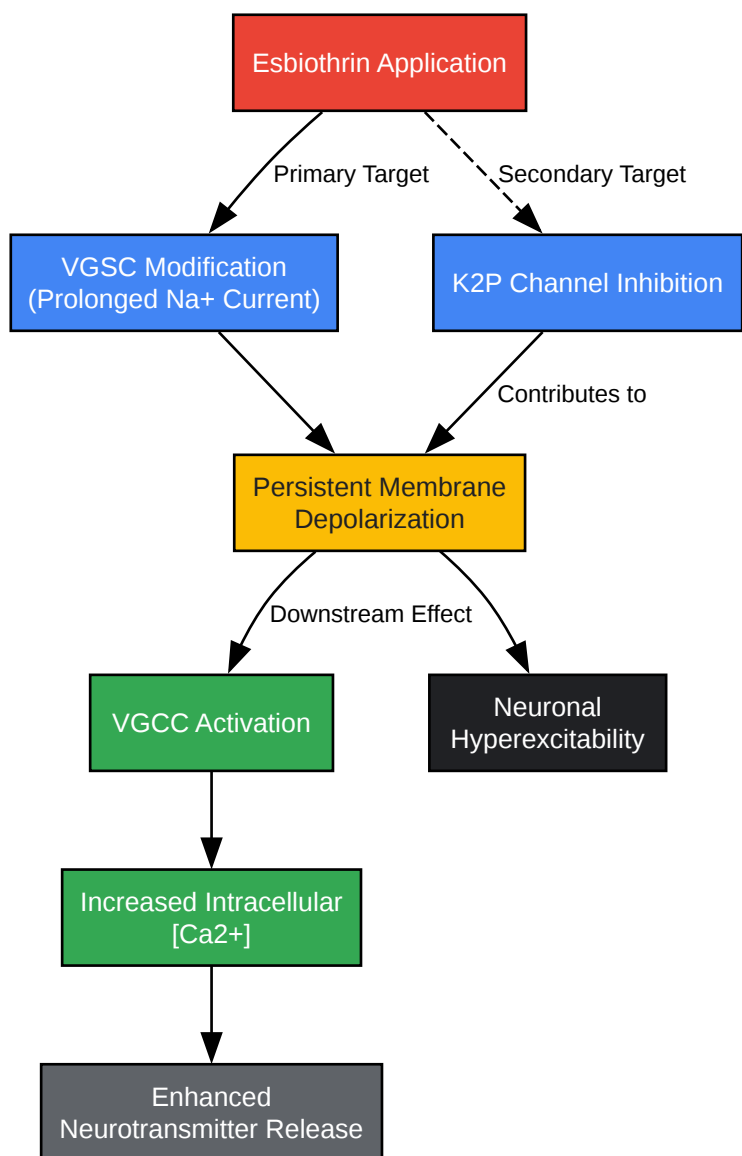 Esbiothrin Application
Primary Target
Secondary Target
VGSC Modification
(Prolonged Na+ Current)
K2P Channel Inhibition
Contributes to
Persistent Membrane
Depolarization
Downstream Effect
VGCC Activation
Neuronal
Hyperexcitability
Increased Intracellular
[Ca2+]
Enhanced
Neurotransmitter Release